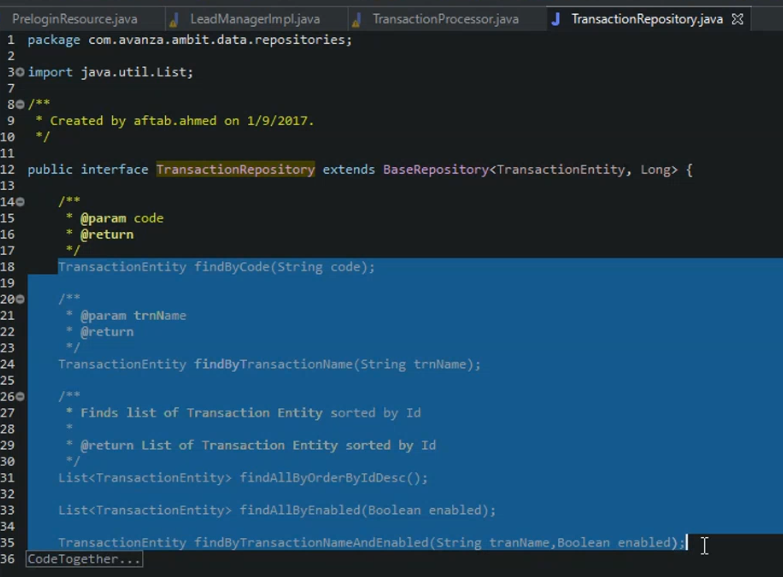 PreloginResource.java LeadManagerImpl.java TransactionProcessor.java TransactionRepository.java
1 package com.avanza.ambit.data.repositories;
2
3 import java.util.List;
7
8 /**
9  * Created by aftab.ahmed on 1/9/2017.
10  */
11
12 public interface TransactionRepository extends BaseRepository<TransactionEntity, Long> {
13
14     /**
15      * @param code
16      * @return
17      */
18     TransactionEntity findByCode(String code);
19
20     /**
21      * @param trnName
22      * @return
23      */
24     TransactionEntity findByTransactionName(String trnName);
25
26     /**
27      * Finds list of Transaction Entity sorted by Id
28      *
29      * @return List of Transaction Entity sorted by Id
30      */
31     List<TransactionEntity> findAllByOrderByIdDesc();
32
33     List<TransactionEntity> findAllByEnabled(Boolean enabled);
34
35     TransactionEntity findByTransactionNameAndEnabled(String tranName,Boolean enabled);
36 CodeTogether...